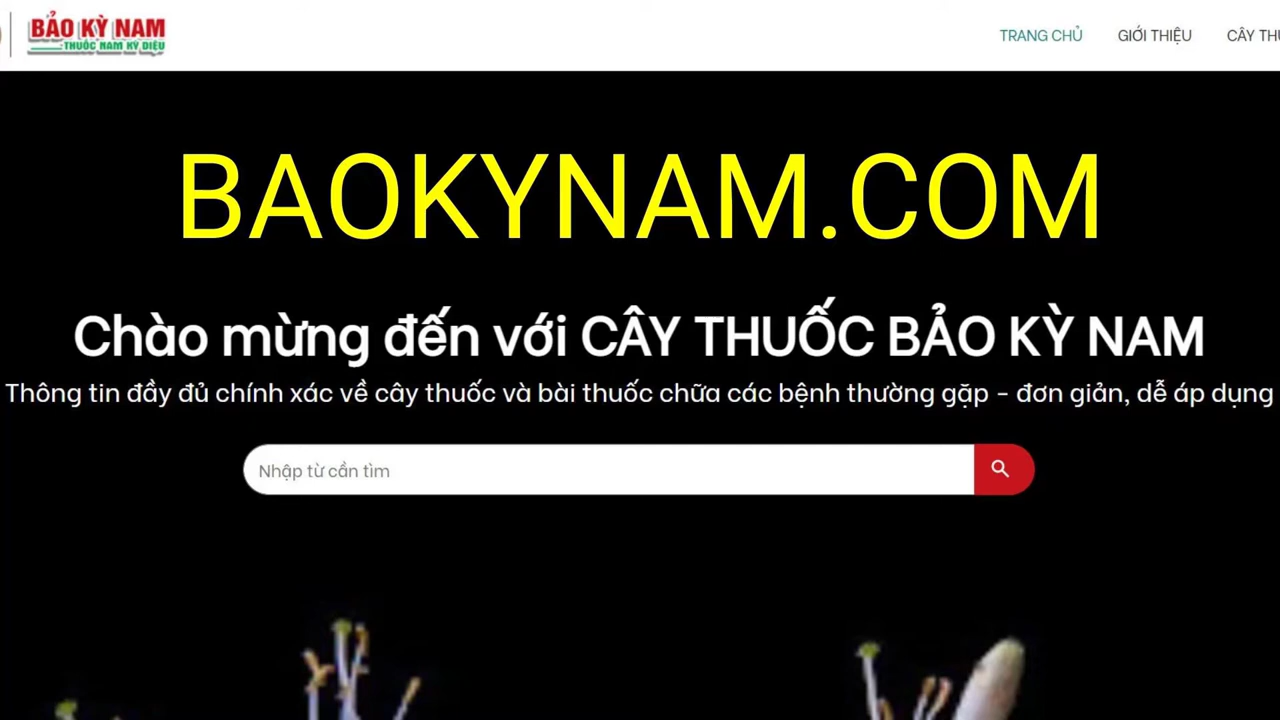 BẢO KỲ NAM
THUỐC NAM KỲ DIỆU
TRANG CHỦ
GIỚI THIỆU
BAOKYNAM.COM
Chào mừng đến với CÂY THUỐC BẢO KỲ NAM
Thông tin đầy đủ chính xác về cây thuốc và bài thuốc chữa các bệnh thường gặp - đơn giản, dễ áp dụng
Nhập từ cần tìm